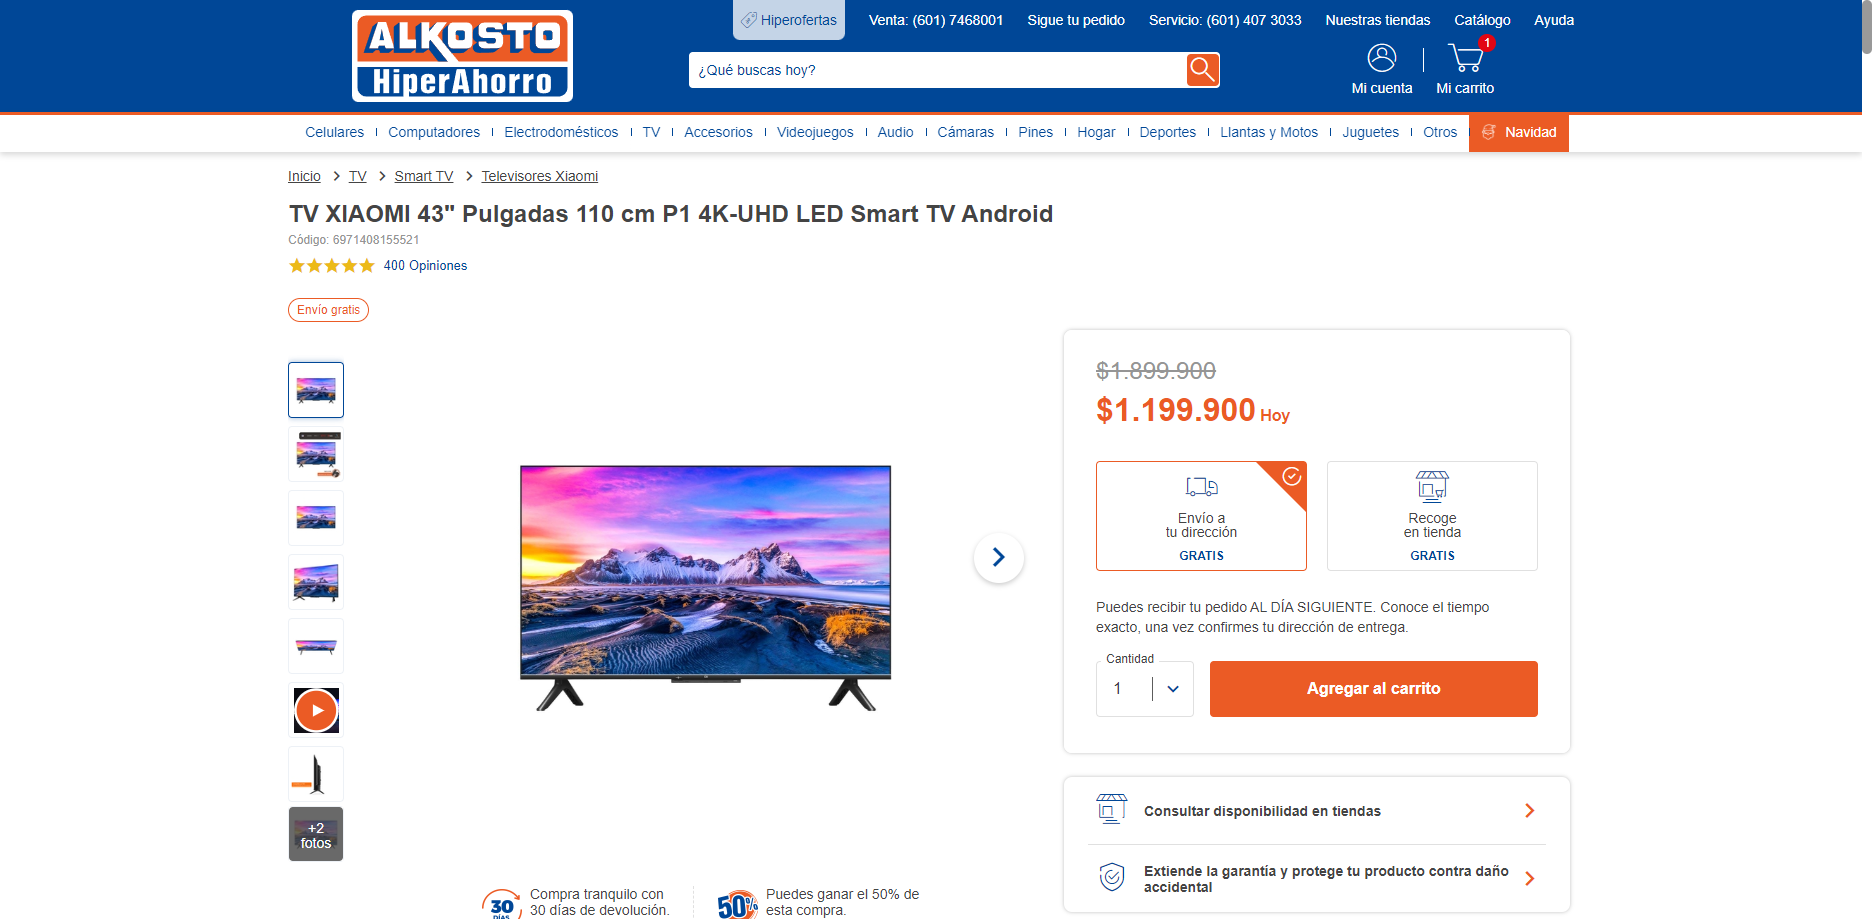 ALKOSTO
HiperAhorro
Hiperofertas
Venta: (601) 7468001
Sigue tu pedido
Servicio: (601) 407 3033
Nuestras tiendas
Catálogo
Ayuda
¿Qué buscas hoy?
Mi cuenta
1
Mi carrito
Celulares
Computadores
Electrodomésticos
TV
Accesorios
Videojuegos
Audio
Cámaras
Pines
Hogar
Deportes
Llantas y Motos
Juguetes
Otros
Navidad
Inicio > TV > Smart TV > Televisores Xiaomi
TV XIAOMI 43" Pulgadas 110 cm P1 4K-UHD LED Smart TV Android
Código: 6971408155521
400 Opiniones
Envío gratis
+2
fotos
$1.899.900
$1.199.900 Hoy
Envío a
tu dirección
GRATIS
Recoge
en tienda
GRATIS
Puedes recibir tu pedido AL DÍA SIGUIENTE. Conoce el tiempo
exacto, una vez confirmes tu dirección de entrega.
Cantidad
1
Agregar al carrito
Consultar disponibilidad en tiendas
Extiende la garantía y protege tu producto contra daño
accidental
30
DÍAS
Compra tranquilo con
30 días de devolución.
50%
Puedes ganar el 50% de
esta compra.